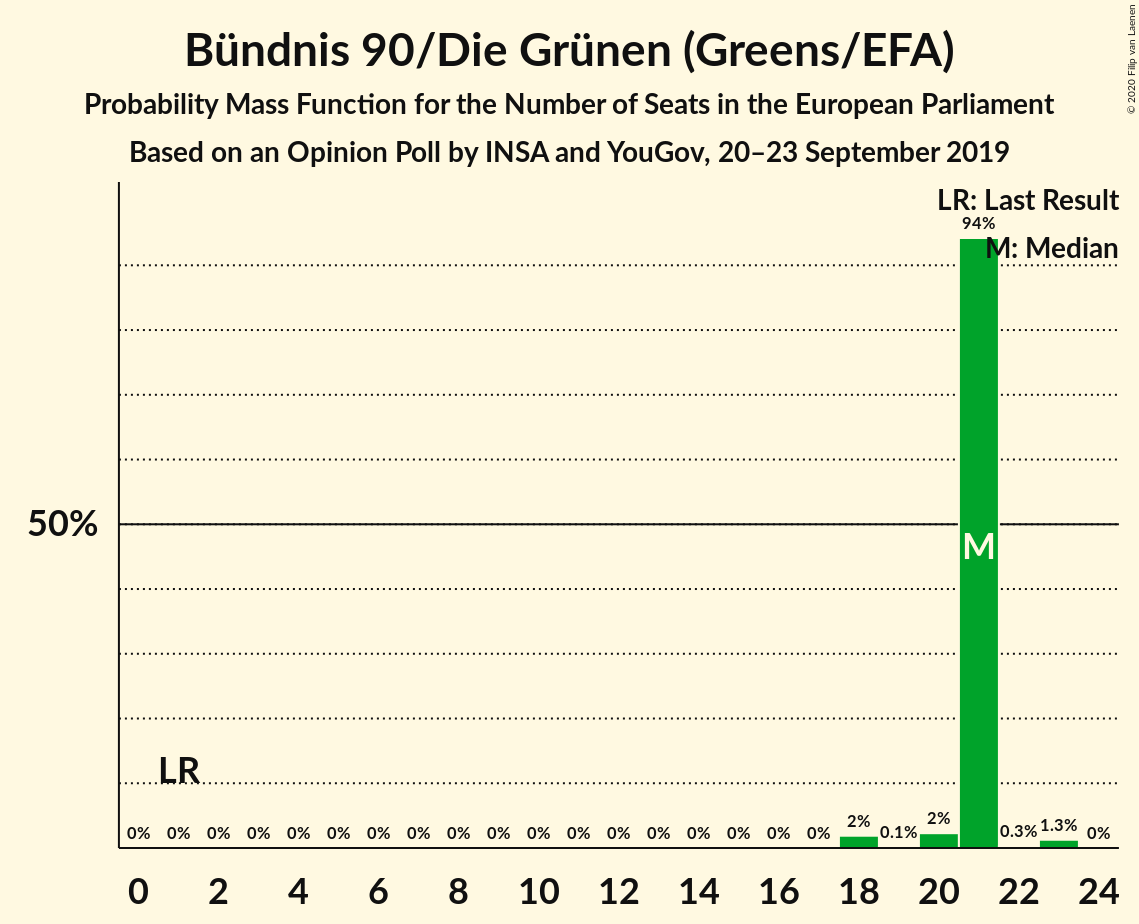 Bündnis 90/Die Grünen (Greens/EFA)
Probability Mass Function for the Number of Seats in the European Parliament
Based on an Opinion Poll by INSA and YouGov, 20–23 September 2019
© 2020 Filip van Laenen
LR: Last Result
94%
M: Median
50%
M
LR
0% 0% 0% 0% 0% 0% 0% 0% 0% 0% 0% 0% 0% 0% 0% 0% 0% 0% 2% 0.1% 2% 0.3% 1.3% 0%
0 2 4 6 8 10 12 14 16 18 20 22 24